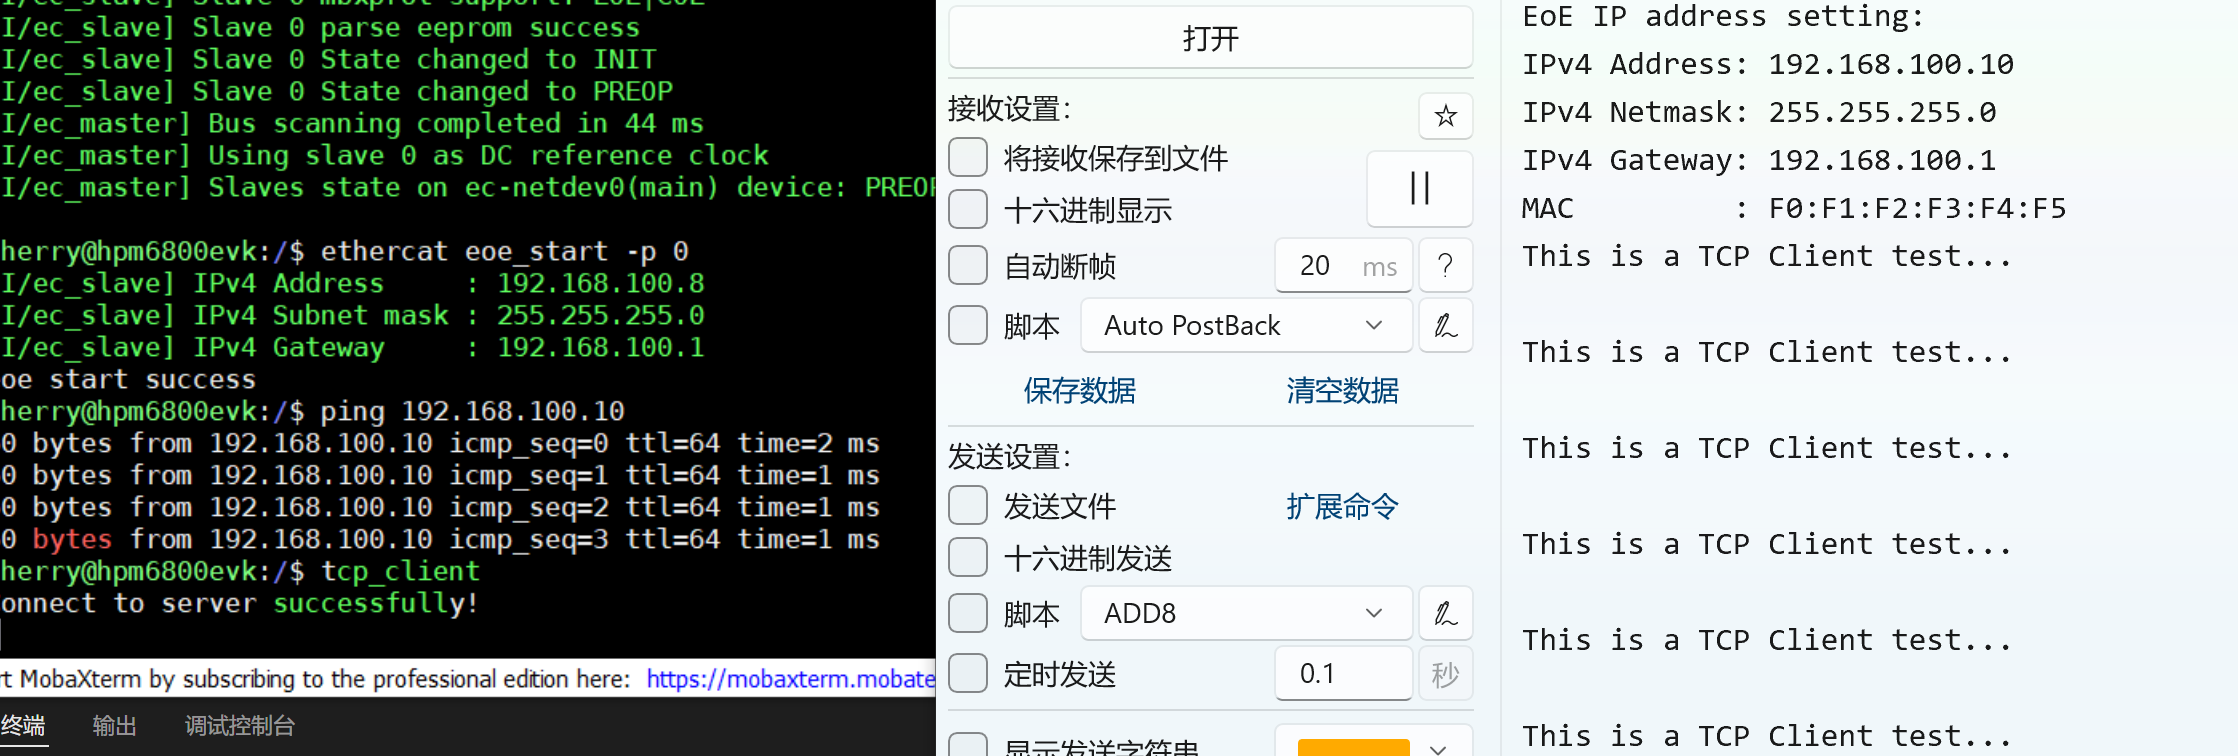 I/ec_slave] Slave 0 mbxprot support: EOE|COE
I/ec_slave] Slave 0 parse eeprom success
I/ec_slave] Slave 0 State changed to INIT
I/ec_slave] Slave 0 State changed to PREOP
I/ec_master] Bus scanning completed in 44 ms
I/ec_master] Using slave 0 as DC reference clock
I/ec_master] Slaves state on ec-netdev0(main) device: PREOP
herry@hpm6800evk:/$ ethercat eoe_start -p 0
I/ec_slave] IPv4 Address     : 192.168.100.8
I/ec_slave] IPv4 Subnet mask : 255.255.255.0
I/ec_slave] IPv4 Gateway     : 192.168.100.1
oe start success
herry@hpm6800evk:/$ ping 192.168.100.10
0 bytes from 192.168.100.10 icmp_seq=0 ttl=64 time=2 ms
0 bytes from 192.168.100.10 icmp_seq=1 ttl=64 time=1 ms
0 bytes from 192.168.100.10 icmp_seq=2 ttl=64 time=1 ms
0 bytes from 192.168.100.10 icmp_seq=3 ttl=64 time=1 ms
herry@hpm6800evk:/$ tcp_client
onnect to server successfully!
rt MobaXterm by subscribing to the professional edition here: https://mobaxterm.mobate
终端 输出 调试控制台
打开
接收设置:
☆
将接收保存到文件
十六进制显示
自动断帧 20 ms ?
脚本 Auto PostBack
保存数据 清空数据
发送设置:
发送文件 扩展命令
十六进制发送
脚本 ADD8
定时发送 0.1 秒
显示发送字符串
EoE IP address setting:
IPv4 Address: 192.168.100.10
IPv4 Netmask: 255.255.255.0
IPv4 Gateway: 192.168.100.1
MAC         : F0:F1:F2:F3:F4:F5
This is a TCP Client test...
This is a TCP Client test...
This is a TCP Client test...
This is a TCP Client test...
This is a TCP Client test...
This is a TCP Client test...